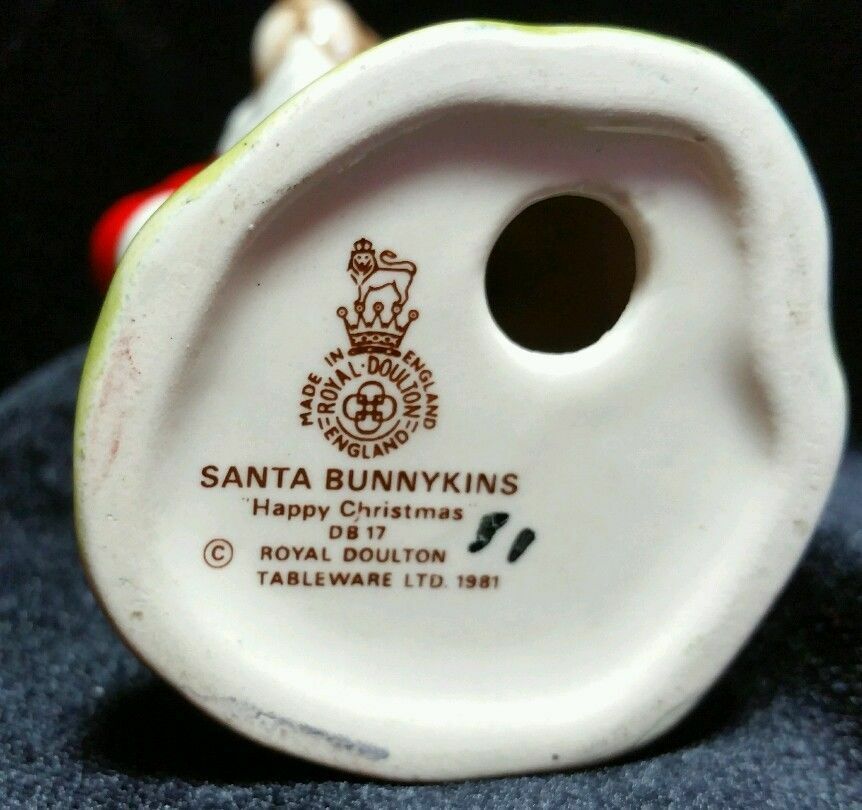 MADE IN ENGLAND
ROYAL · DOULTON
ENGLAND
SANTA BUNNYKINS
"Happy Christmas"
DB 17
© ROYAL DOULTON
TABLEWARE LTD. 1981